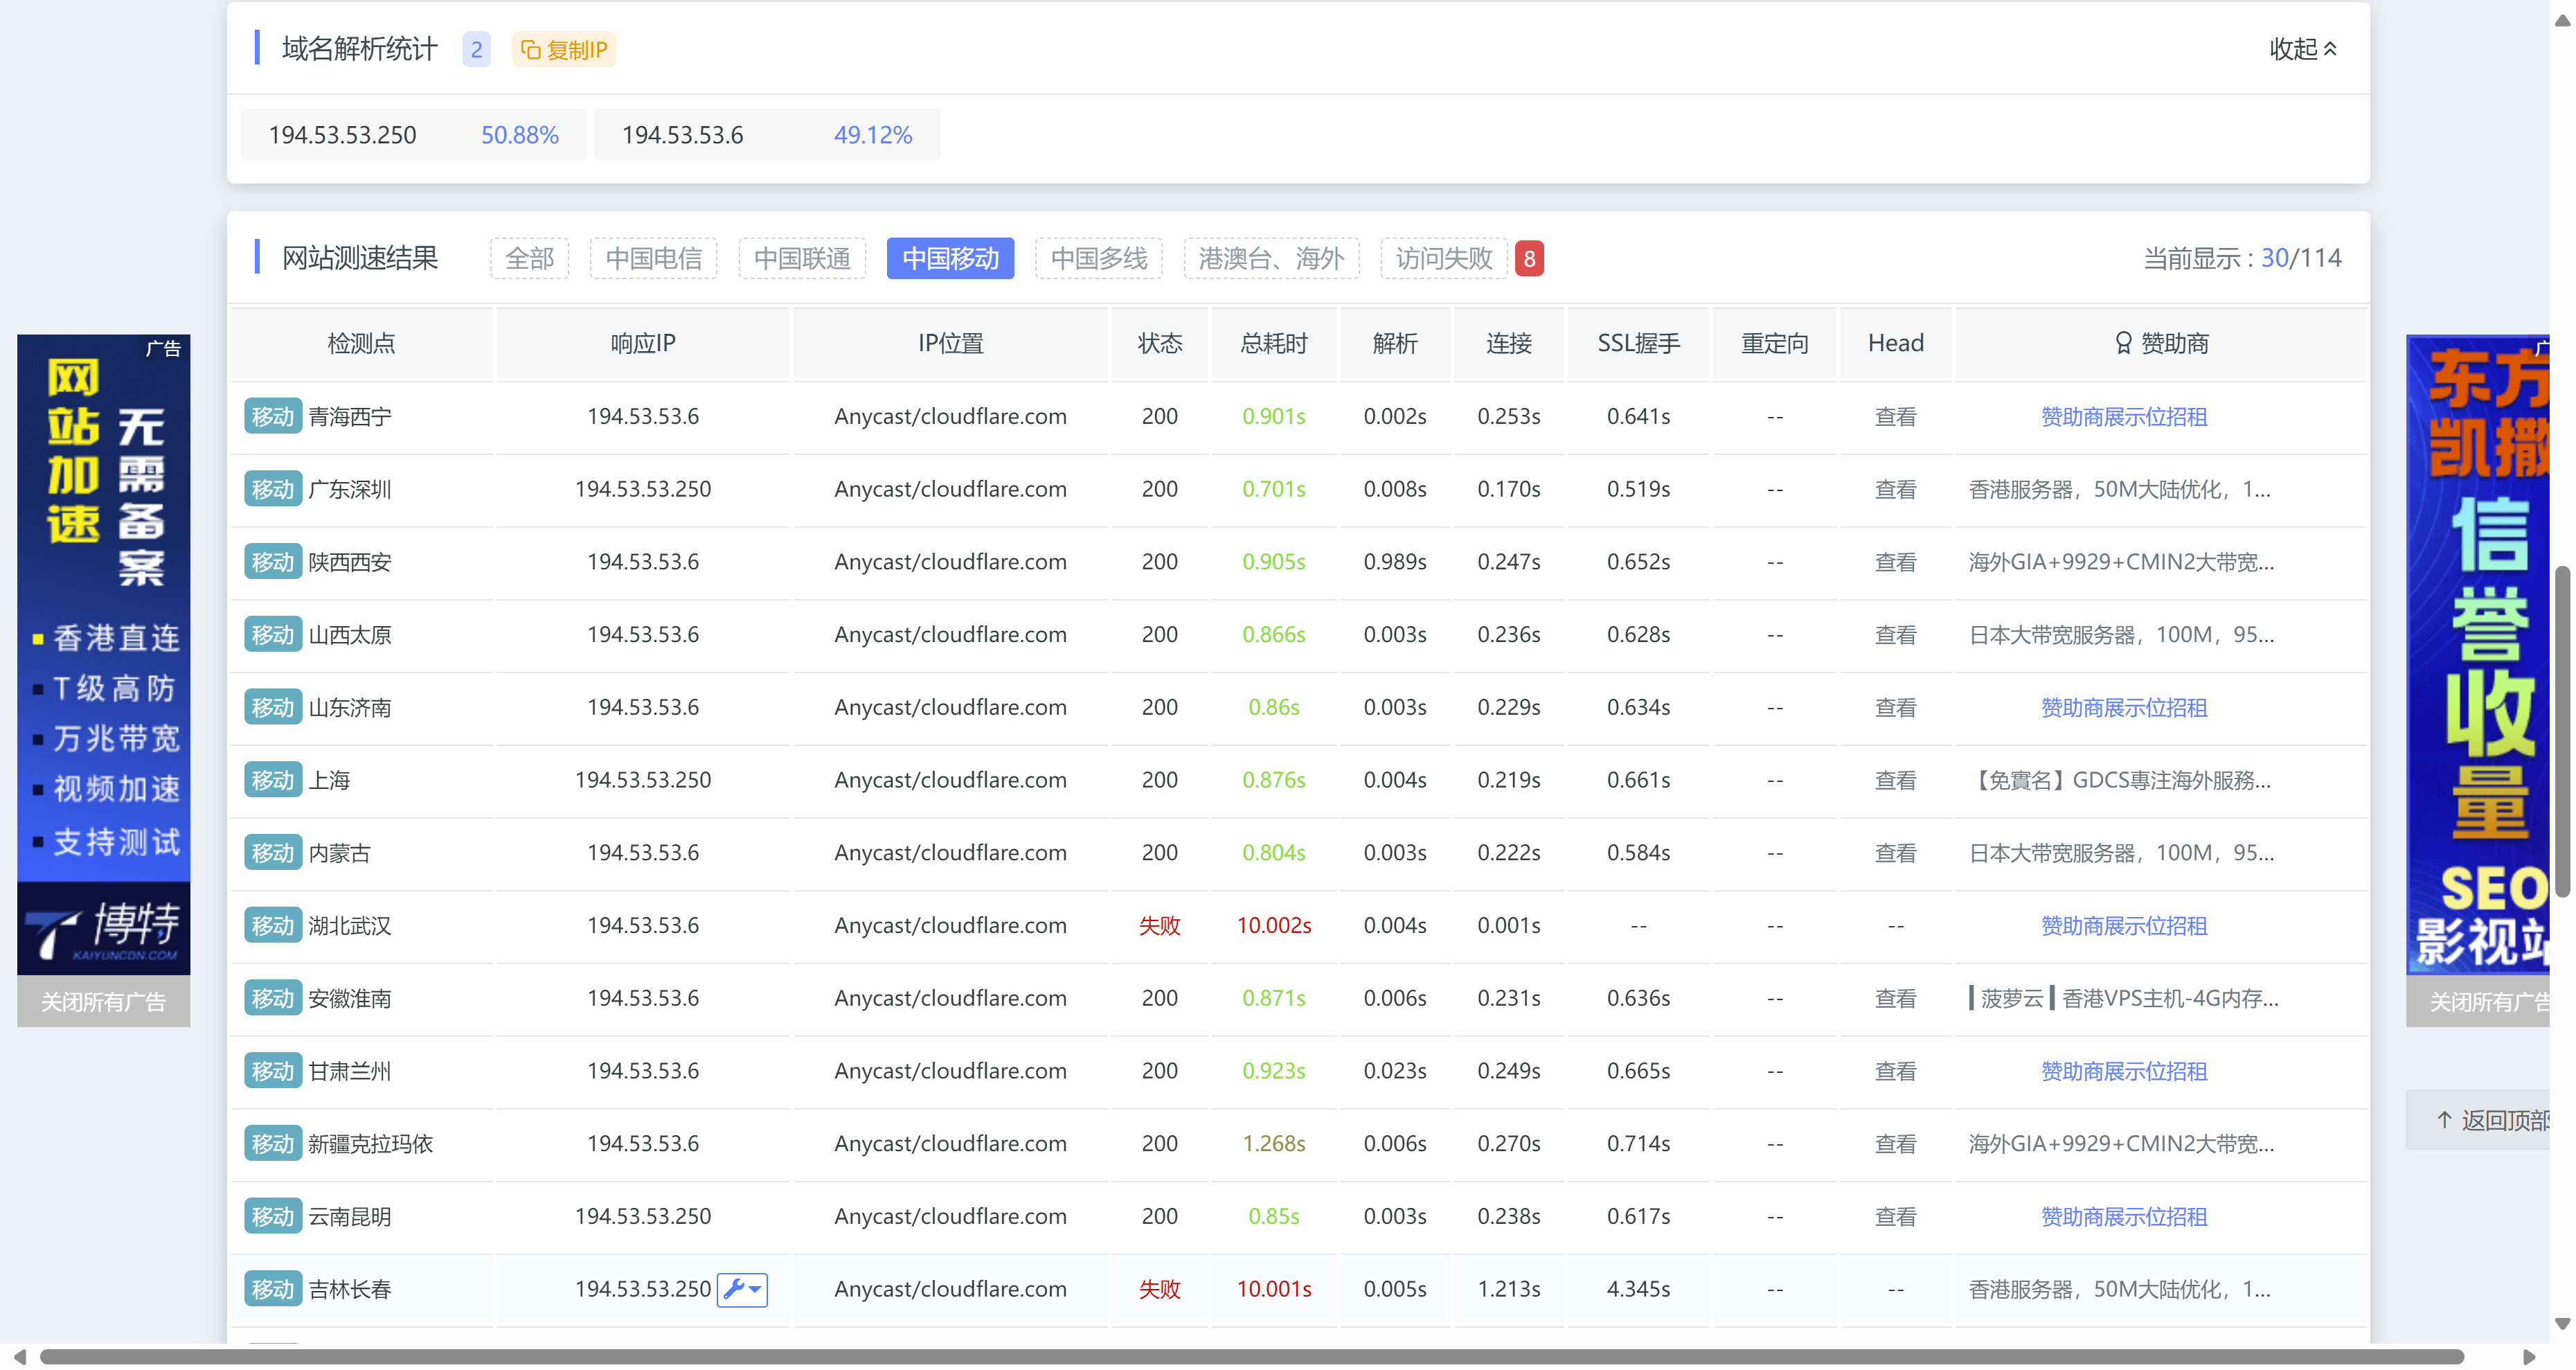 域名解析统计 2 复制IP 收起
194.53.53.250 50.88% 194.53.53.6 49.12%
网站测速结果 全部 中国电信 中国联通 中国移动 中国多线 港澳台、海外 访问失败 8 当前显示 : 30/114
检测点 响应IP IP位置 状态 总耗时 解析 连接 SSL握手 重定向 Head 赞助商
移动 青海西宁 194.53.53.6 Anycast/cloudflare.com 200 0.901s 0.002s 0.253s 0.641s -- 查看 赞助商展示位招租
移动 广东深圳 194.53.53.250 Anycast/cloudflare.com 200 0.701s 0.008s 0.170s 0.519s -- 查看 香港服务器，50M大陆优化，1...
移动 陕西西安 194.53.53.6 Anycast/cloudflare.com 200 0.905s 0.989s 0.247s 0.652s -- 查看 海外GIA+9929+CMIN2大带宽...
移动 山西太原 194.53.53.6 Anycast/cloudflare.com 200 0.866s 0.003s 0.236s 0.628s -- 查看 日本大带宽服务器，100M，95...
移动 山东济南 194.53.53.6 Anycast/cloudflare.com 200 0.86s 0.003s 0.229s 0.634s -- 查看 赞助商展示位招租
移动 上海 194.53.53.250 Anycast/cloudflare.com 200 0.876s 0.004s 0.219s 0.661s -- 查看 【免實名】GDCS專注海外服務...
移动 内蒙古 194.53.53.6 Anycast/cloudflare.com 200 0.804s 0.003s 0.222s 0.584s -- 查看 日本大带宽服务器，100M，95...
移动 湖北武汉 194.53.53.6 Anycast/cloudflare.com 失败 10.002s 0.004s 0.001s -- -- -- 赞助商展示位招租
移动 安徽淮南 194.53.53.6 Anycast/cloudflare.com 200 0.871s 0.006s 0.231s 0.636s -- 查看 ┃菠萝云┃香港VPS主机-4G内存...
移动 甘肃兰州 194.53.53.6 Anycast/cloudflare.com 200 0.923s 0.023s 0.249s 0.665s -- 查看 赞助商展示位招租
移动 新疆克拉玛依 194.53.53.6 Anycast/cloudflare.com 200 1.268s 0.006s 0.270s 0.714s -- 查看 海外GIA+9929+CMIN2大带宽...
移动 云南昆明 194.53.53.250 Anycast/cloudflare.com 200 0.85s 0.003s 0.238s 0.617s -- 查看 赞助商展示位招租
移动 吉林长春 194.53.53.250 Anycast/cloudflare.com 失败 10.001s 0.005s 1.213s 4.345s -- -- 香港服务器，50M大陆优化，1...
广告
网站加速
无需备案
香港直连
T级高防
万兆带宽
视频加速
支持测试
博特
KAIYUNCDN.COM
关闭所有广告
东方
凯撒
信
誉
收
量
SEO
影视站
关闭所有广告
返回顶部